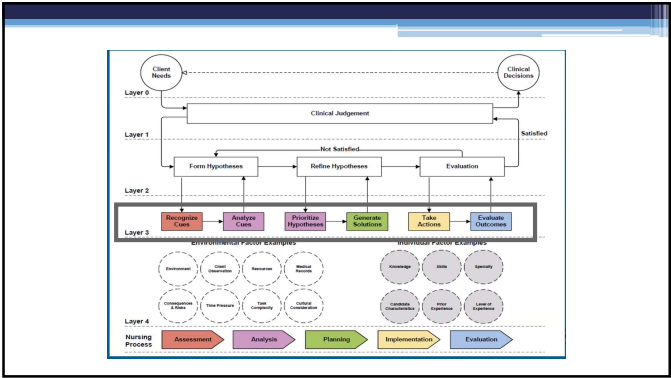 Client
Needs
Clinical
Decisions
Layer 0
Clinical Judgement
Layer 1
Satisfied
Not Satisfied
Form Hypotheses
Refine Hypotheses
Evaluation
Layer 2
Recognize
Cues
Analyze
Cues
Prioritize
Hypotheses
Generate
Solutions
Take
Actions
Evaluate
Outcomes
Layer 3
Environmental Factor Examples
Individual Factor Examples
Environment
Client
Observation
Resources
Medical
Records
Knowledge
Skills
Specialty
Consequences
& Risks
Time Pressure
Task
Complexity
Cultural
Consideration
Candidate
Characteristics
Prior
Experience
Level of
Experience
Layer 4
Nursing
Process
Assessment
Analysis
Planning
Implementation
Evaluation